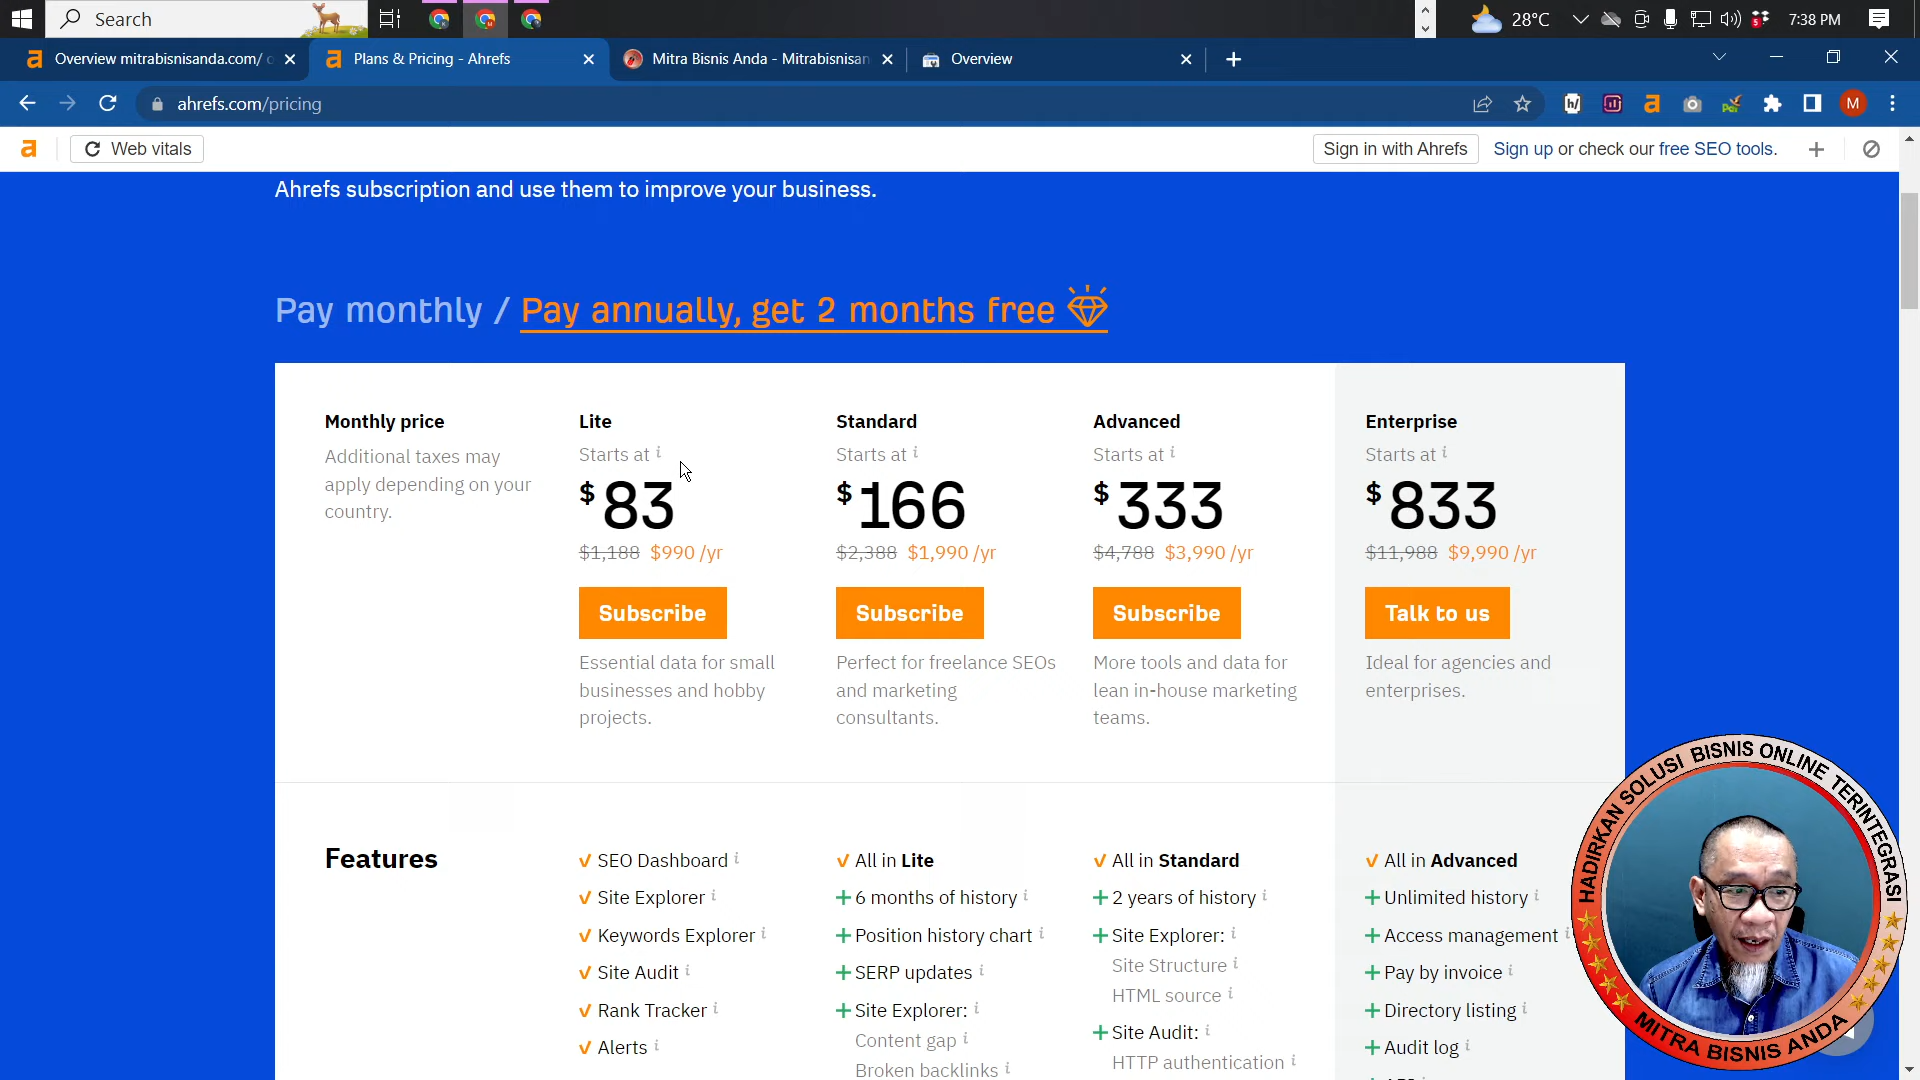 Search
28°C
7:38 PM
Overview mitrabisnisanda.com/
Plans & Pricing - Ahrefs
Mitra Bisnis Anda - Mitrabisnisan
Overview
ahrefs.com/pricing
M
Web vitals
Sign in with Ahrefs
Sign up or check our free SEO tools.
Ahrefs subscription and use them to improve your business.
Pay monthly / Pay annually, get 2 months free
Monthly price
Additional taxes may
apply depending on your
country.
Lite
Starts at i
$83
$1,188 $990 /yr
Subscribe
Essential data for small
businesses and hobby
projects.
Standard
Starts at i
$166
$2,388 $1,990 /yr
Subscribe
Perfect for freelance SEOs
and marketing
consultants.
Advanced
Starts at i
$333
$4,788 $3,990 /yr
Subscribe
More tools and data for
lean in-house marketing
teams.
Enterprise
Starts at i
$833
$11,988 $9,990 /yr
Talk to us
Ideal for agencies and
enterprises.
Features
SEO Dashboard i
Site Explorer i
Keywords Explorer i
Site Audit i
Rank Tracker i
Alerts i
All in Lite
6 months of history i
Position history chart i
SERP updates i
Site Explorer: i
Content gap i
Broken backlinks i
All in Standard
2 years of history i
Site Explorer: i
Site Structure i
HTML source i
Site Audit: i
HTTP authentication i
All in Advanced
Unlimited history i
Access management i
Pay by invoice i
Directory listing i
Audit log i
HADIRKAN SOLUSI BISNIS ONLINE TERINTEGRASI
MITRA BISNIS ANDA